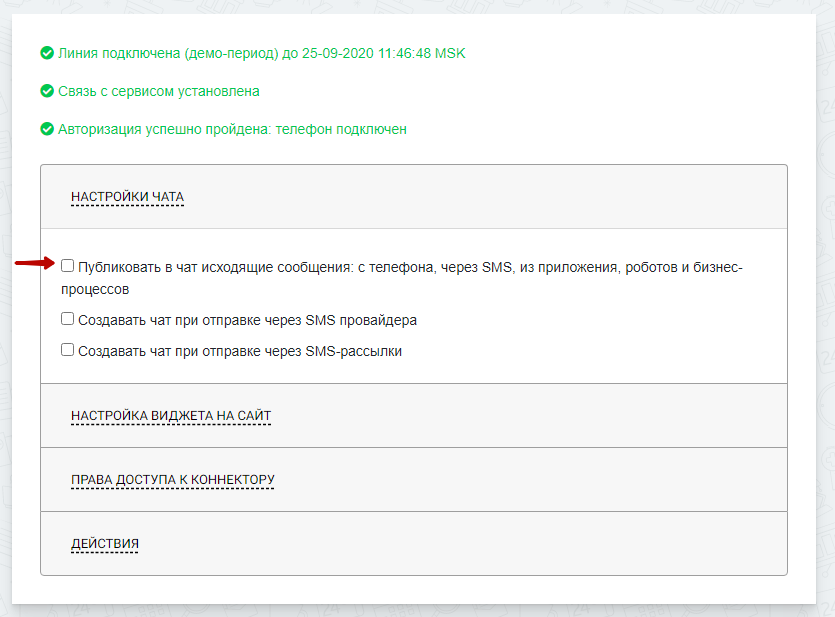 Линия подключена (демо-период) до 25-09-2020 11:46:48 MSK
Связь с сервисом установлена
Авторизация успешно пройдена: телефон подключен
НАСТРОЙКИ ЧАТА
Публиковать в чат исходящие сообщения: с телефона, через SMS, из приложения, роботов и бизнес-
процессов
Создавать чат при отправке через SMS провайдера
Создавать чат при отправке через SMS-рассылки
НАСТРОЙКА ВИДЖЕТА НА САЙТ
ПРАВА ДОСТУПА К КОННЕКТОРУ
ДЕЙСТВИЯ